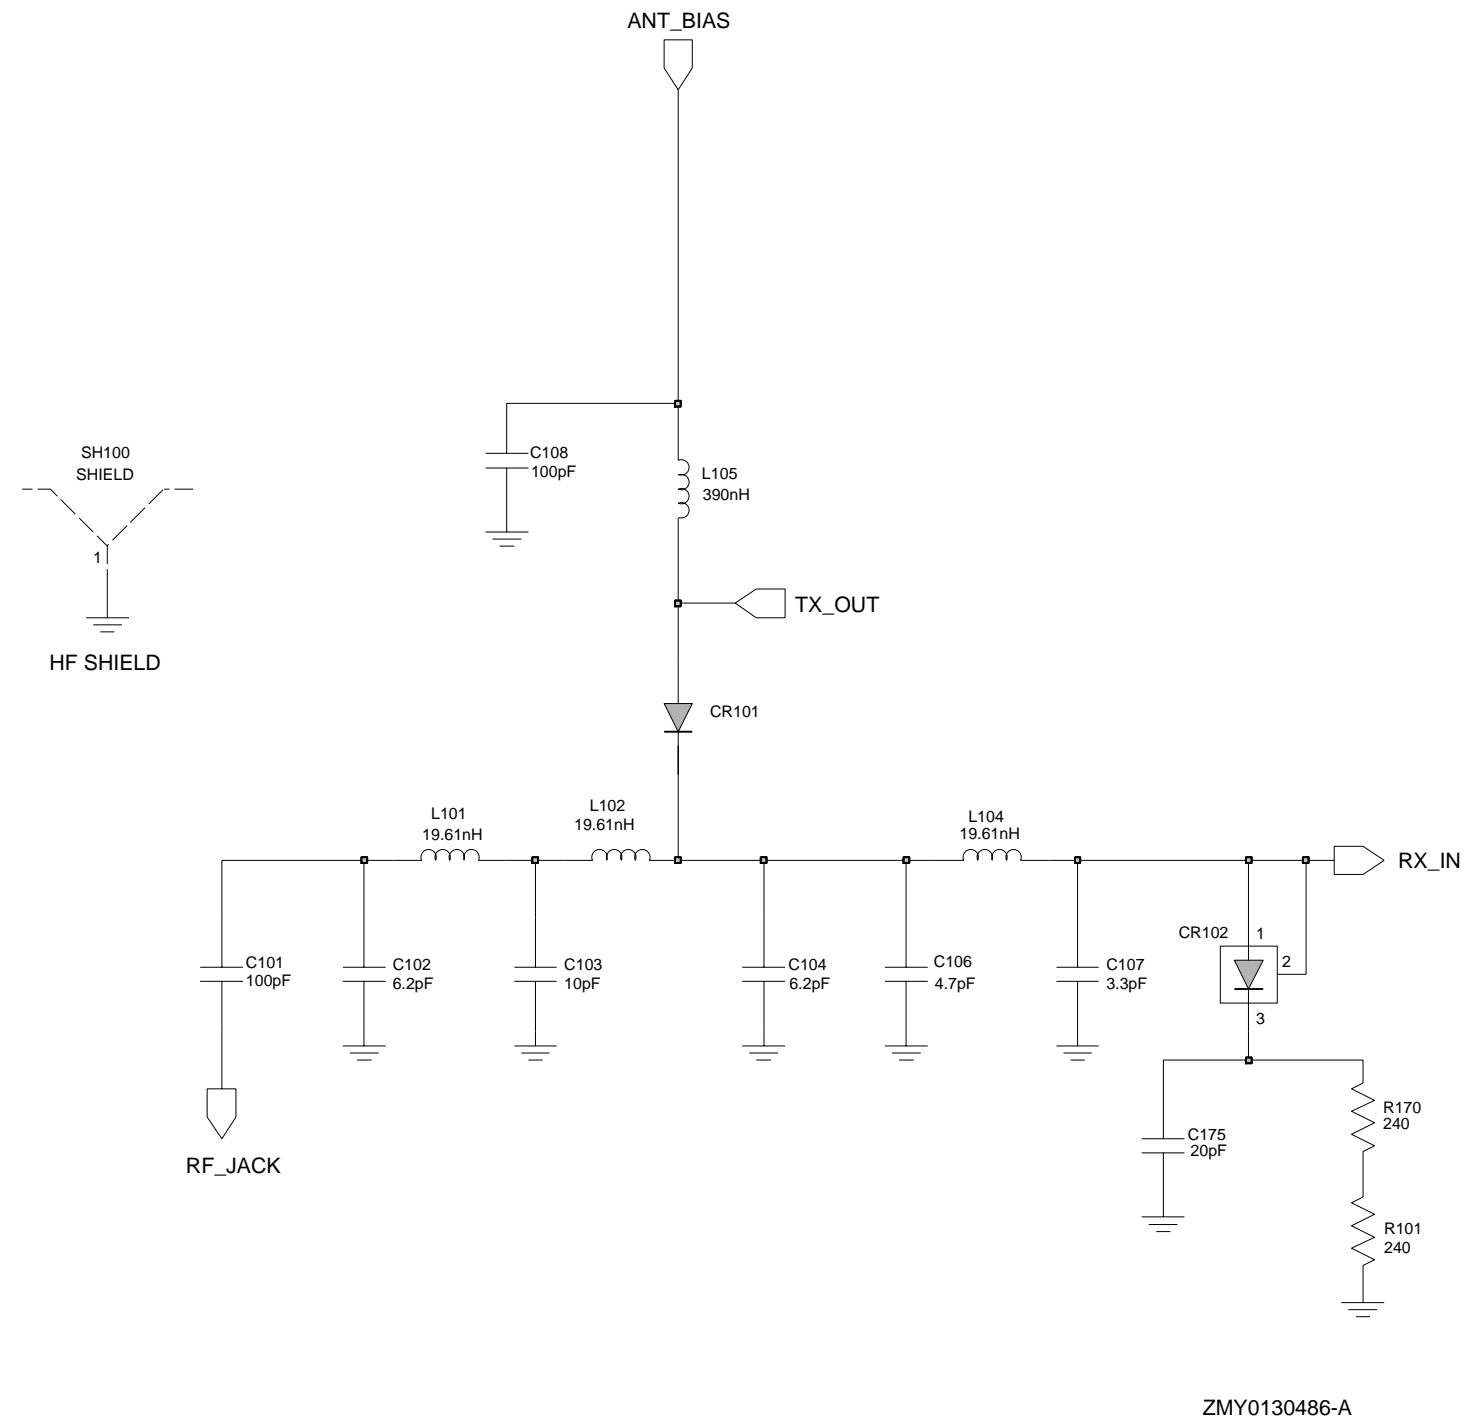 ANT_BIAS
C108
100pF
L105
390nH
SH100
SHIELD
1
HF SHIELD
TX_OUT
CR101
L101
19.61nH
L102
19.61nH
L104
19.61nH
RX_IN
C101
100pF
C102
6.2pF
C103
10pF
C104
6.2pF
C106
4.7pF
C107
3.3pF
CR102
1
2
3
C175
20pF
R170
240
R101
240
RF_JACK
ZMY0130486-A